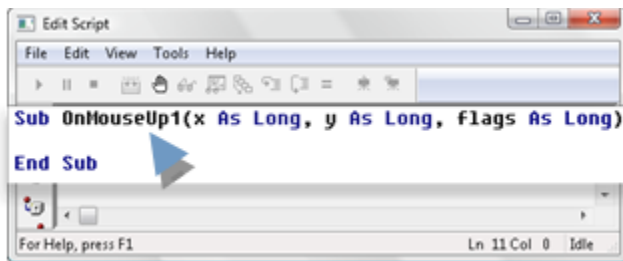 Edit Script
File Edit View Tools Help
Sub OnMouseUp1(x As Long, y As Long, flags As Long)
End Sub
For Help, press F1 Ln 11 Col 0 Idle